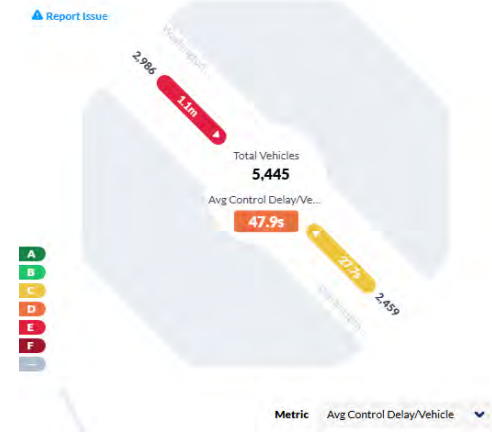 Report Issue
Washington...
2,986
1.1m
Total Vehicles
5,445
Avg Control Delay/Ve...
47.9s
27.7s
2,459
A
B
C
D
E
F
Metric Avg Control Delay/Vehicle